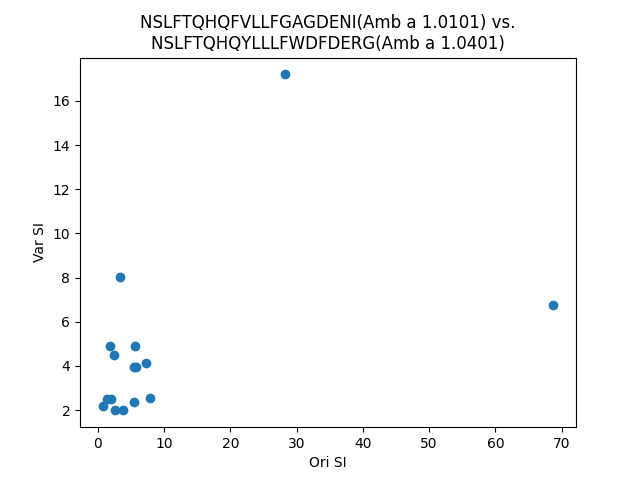 NSLFTQHQFVLLFGAGDENI(Amb a 1.0101) vs.
NSLFTQHQYLLLFWDFDERG(Amb a 1.0401)
16
14
12
10
8
6
4
2
Var SI
0 10 20 30 40 50 60 70
Ori SI